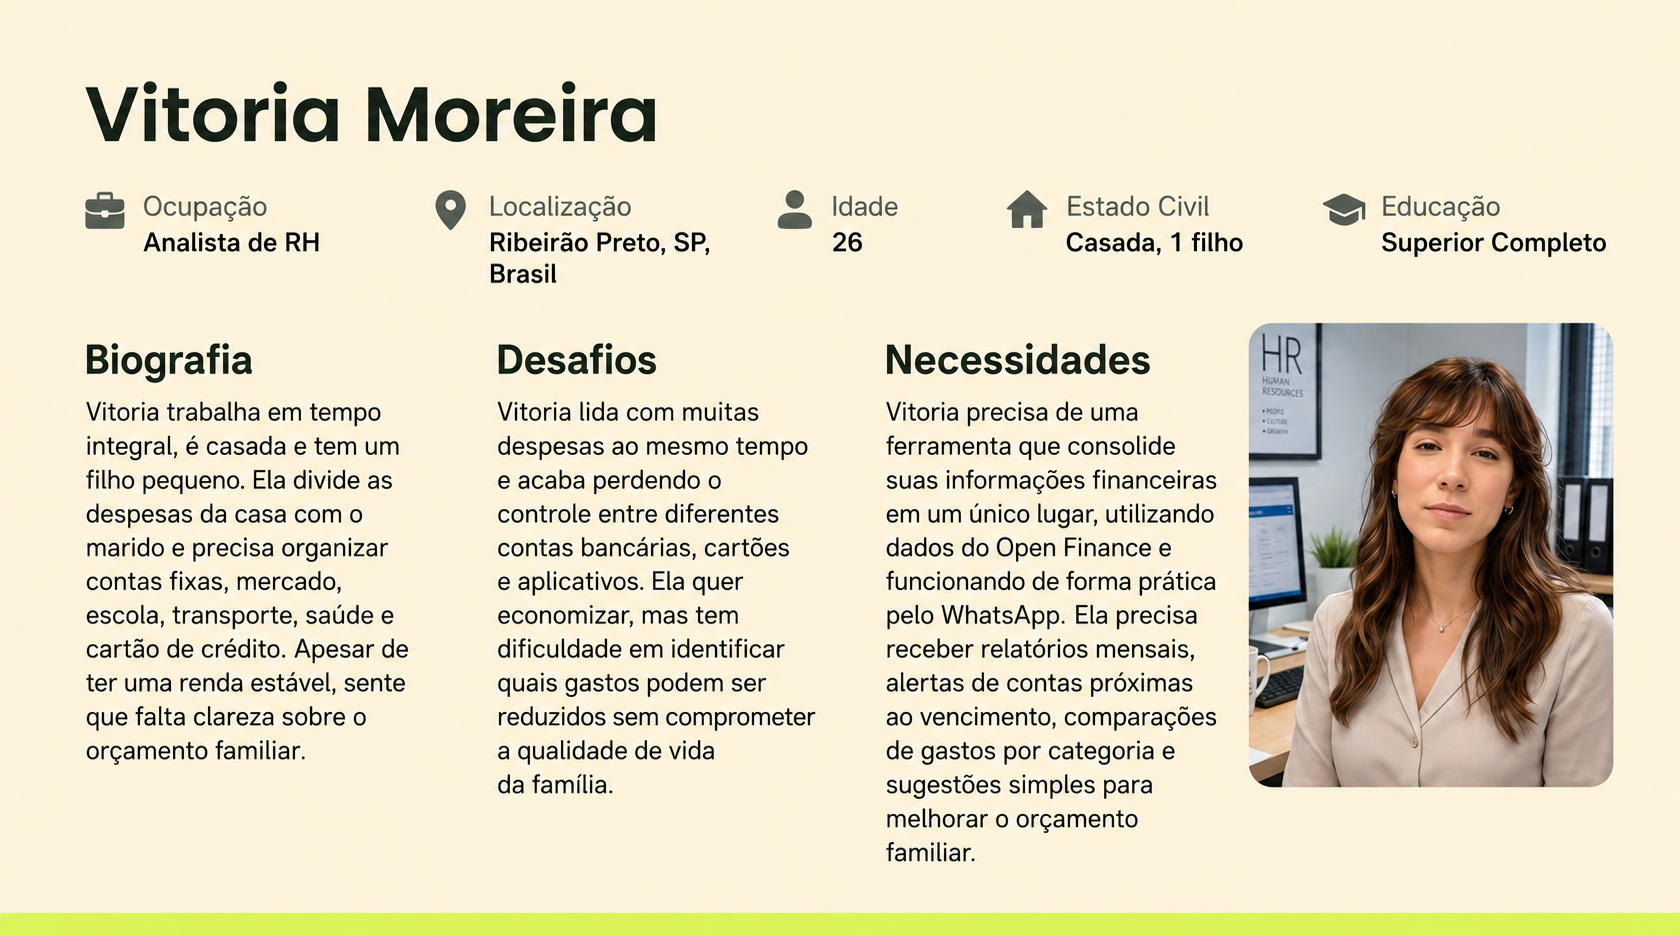 Vitoria Moreira
Ocupação
Analista de RH
Localização
Ribeirão Preto, SP,
Brasil
Idade
26
Estado Civil
Casada, 1 filho
Educação
Superior Completo
Biografia
Vitoria trabalha em tempo
integral, é casada e tem um
filho pequeno. Ela divide as
despesas da casa com o
marido e precisa organizar
contas fixas, mercado,
escola, transporte, saúde e
cartão de crédito. Apesar de
ter uma renda estável, sente
que falta clareza sobre o
orçamento familiar.
Desafios
Vitoria lida com muitas
despesas ao mesmo tempo
e acaba perdendo o
controle entre diferentes
contas bancárias, cartões
e aplicativos. Ela quer
economizar, mas tem
dificuldade em identificar
quais gastos podem ser
reduzidos sem comprometer
a qualidade de vida
da família.
Necessidades
Vitoria precisa de uma
ferramenta que consolide
suas informações financeiras
em um único lugar, utilizando
dados do Open Finance e
funcionando de forma prática
pelo WhatsApp. Ela precisa
receber relatórios mensais,
alertas de contas próximas
ao vencimento, comparações
de gastos por categoria e
sugestões simples para
melhorar o orçamento
familiar.
HR
HUMAN
RESOURCES
• PEOPLE
• CULTURE
• GROWTH